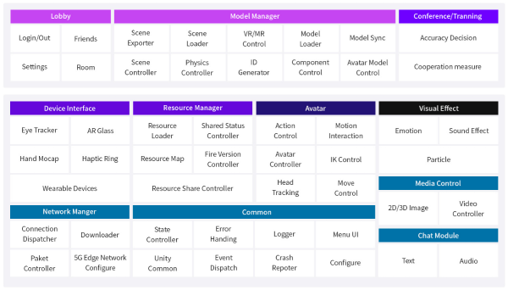 Lobby
Model Manager
Conference/Tranning
Login/Out
Friends
Scene
Exporter
Scene
Loader
VR/MR
Control
Model
Loader
Model Sync
Accuracy Decision
Settings
Room
Scene
Controller
Physics
Controller
ID
Generator
Component
Control
Avatar Model
Control
Cooperation measure
Device Interface
Resource Manager
Avatar
Visual Effect
Eye Tracker
AR Glass
Resource
Loader
Shared Status
Controller
Action
Control
Motion
Interaction
Emotion
Sound Effect
Hand Mocap
Haptic Ring
Resource Map
Fire Version
Controller
Avatar
Controller
IK Control
Particle
Wearable Devices
Resource Share Controller
Head
Tracking
Move
Control
Media Control
2D/3D Image
Video
Controller
Network Manger
Common
Connection
Dispatcher
Downloader
State
Controller
Error
Handing
Logger
Menu UI
Chat Module
Paket
Controller
5G Edge Network
Configure
Unity
Common
Event
Dispatch
Crash
Repoter
Configure
Text
Audio